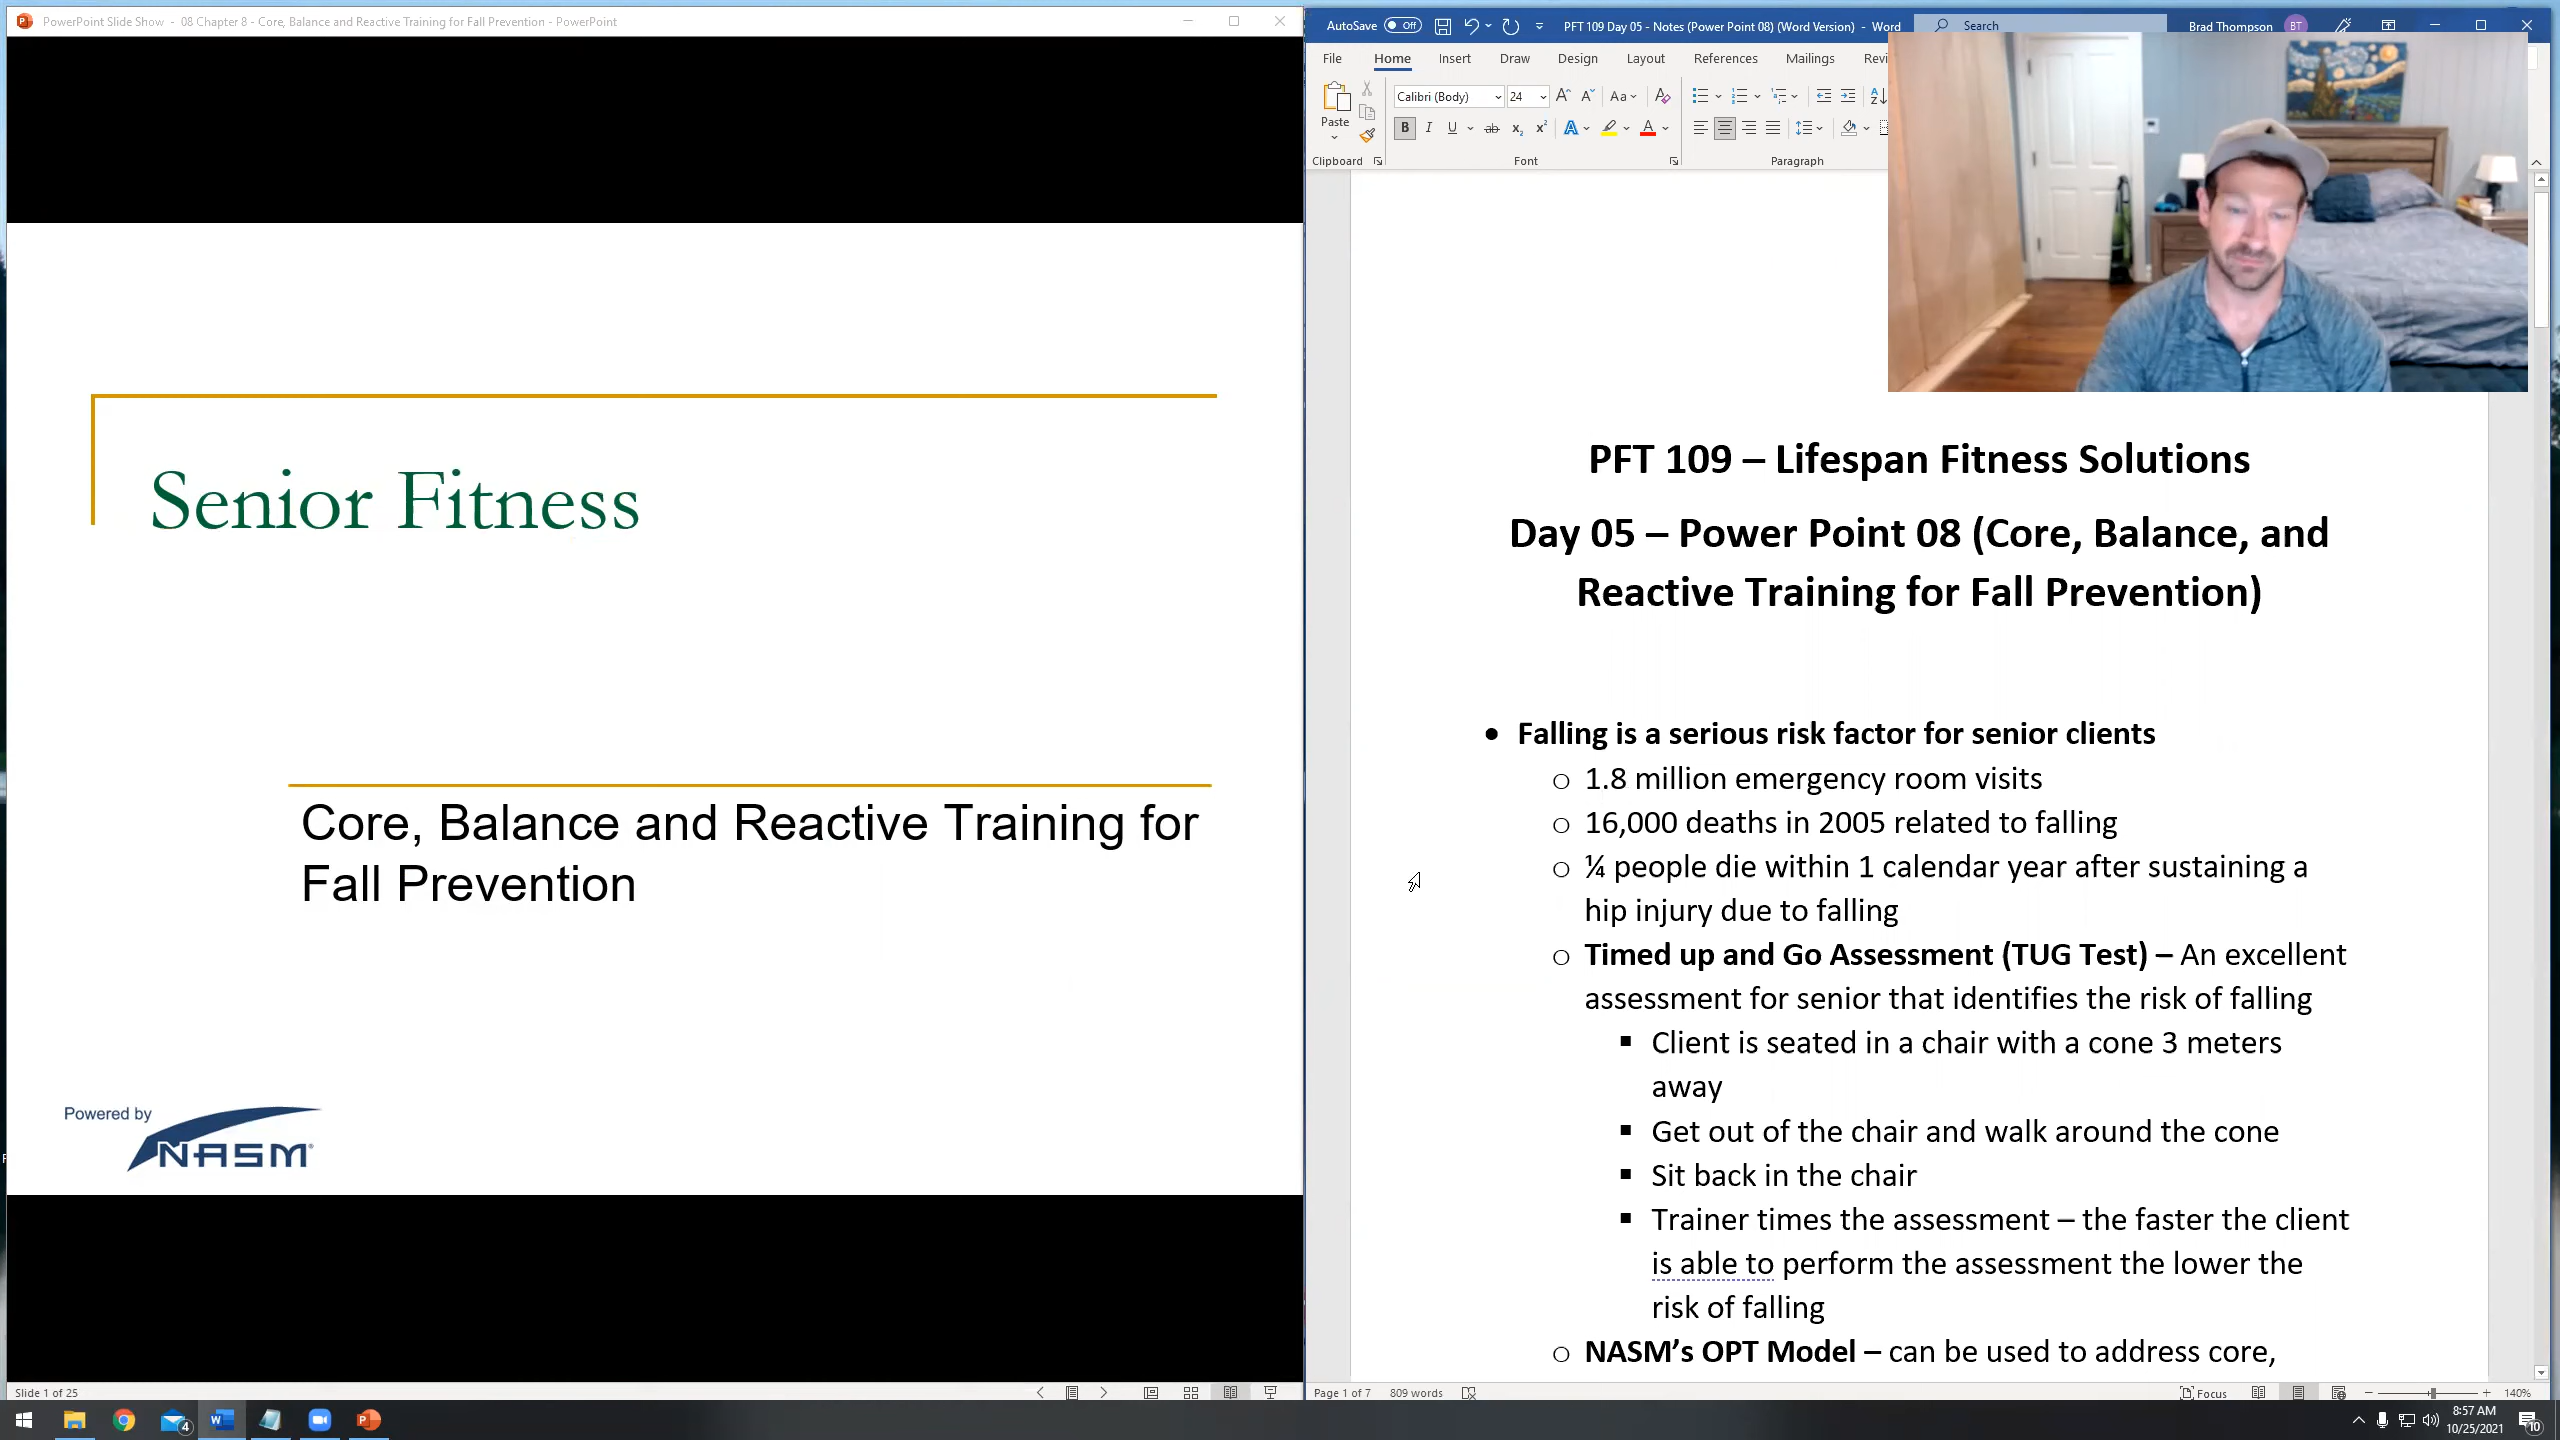 PowerPoint Slide Show - 08 Chapter 8 - Core, Balance and Reactive Training for Fall Prevention - PowerPoint
Senior Fitness
Core, Balance and Reactive Training for
Fall Prevention
Powered by
NASM
Slide 1 of 25
AutoSave Off
PFT 109 Day 05 - Notes (Power Point 08) (Word Version) - Word
Search
Brad Thompson BT
File Home Insert Draw Design Layout References Mailings Revi
Paste
Calibri (Body) 24
Clipboard Font Paragraph
PFT 109 – Lifespan Fitness Solutions
Day 05 – Power Point 08 (Core, Balance, and
Reactive Training for Fall Prevention)
• Falling is a serious risk factor for senior clients
o 1.8 million emergency room visits
o 16,000 deaths in 2005 related to falling
o ¼ people die within 1 calendar year after sustaining a
hip injury due to falling
o Timed up and Go Assessment (TUG Test) – An excellent
assessment for senior that identifies the risk of falling
▪ Client is seated in a chair with a cone 3 meters
away
▪ Get out of the chair and walk around the cone
▪ Sit back in the chair
▪ Trainer times the assessment – the faster the client
is able to perform the assessment the lower the
risk of falling
o NASM’s OPT Model – can be used to address core,
Page 1 of 7 809 words
Focus
140%
4
8:57 AM
10/25/2021
10